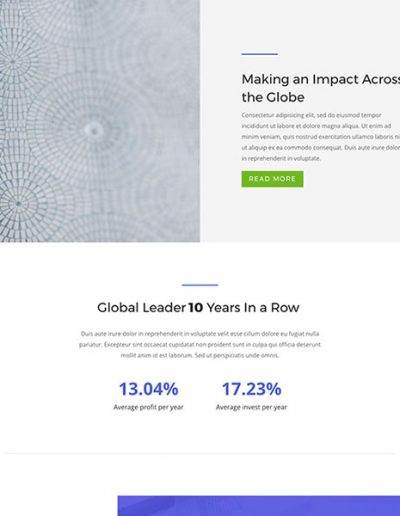 Making an Impact Across
the Globe
Consectetur adipisicing elit, sed do eiusmod tempor
incididunt ut labore et dolore magna aliqua. Ut enim ad
minim veniam, quis nostrud exercitation ullamco laboris ni
ut aliquip ex ea commodo consequat. Duis aute irure dolor
in reprehenderit in voluptate.
READ MORE
Global Leader 10 Years In a Row
Duis aute irure dolor in reprehenderit in voluptate velit esse cillum dolore eu fugiat nulla
pariatur. Excepteur sint occaecat cupidatat non proident sunt in culpa qui officia deserunt
mollit anim id est laborum. Sed ut perspiciatis unde omnis.
13.04% 17.23%
Average profit per year Average invest per year